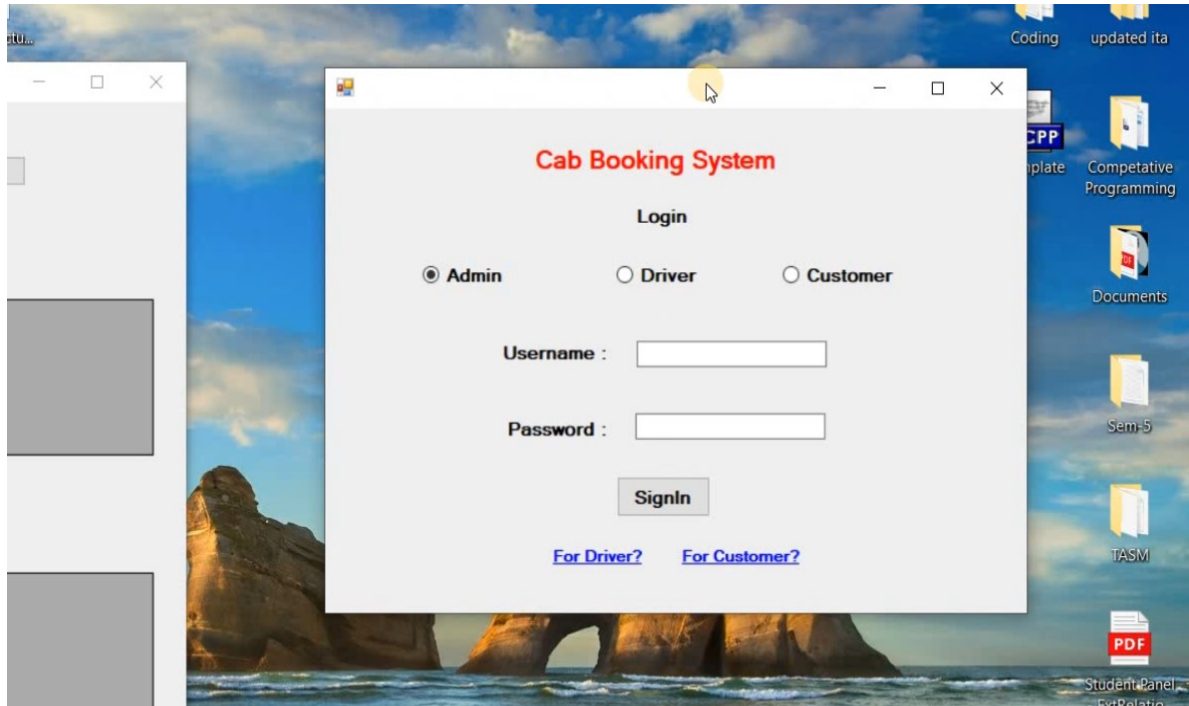 Coding
updated ita
CPP
Competative
Programming
Documents
Sem-5
TASM
PDF
Student Panel
Cab Booking System
Login
Admin
Driver
Customer
Username :
Password :
SignIn
For Driver?
For Customer?